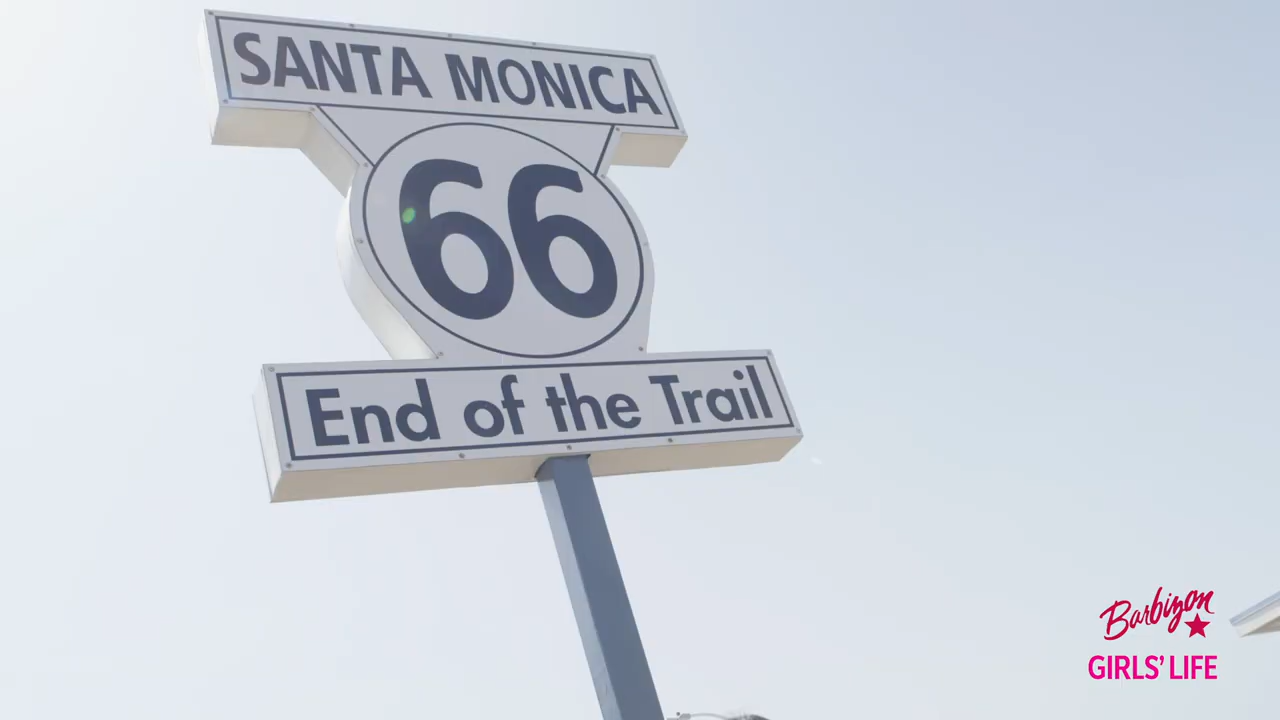 SANTA MONICA
66
End of the Trail
Barbizon
GIRLS' LIFE